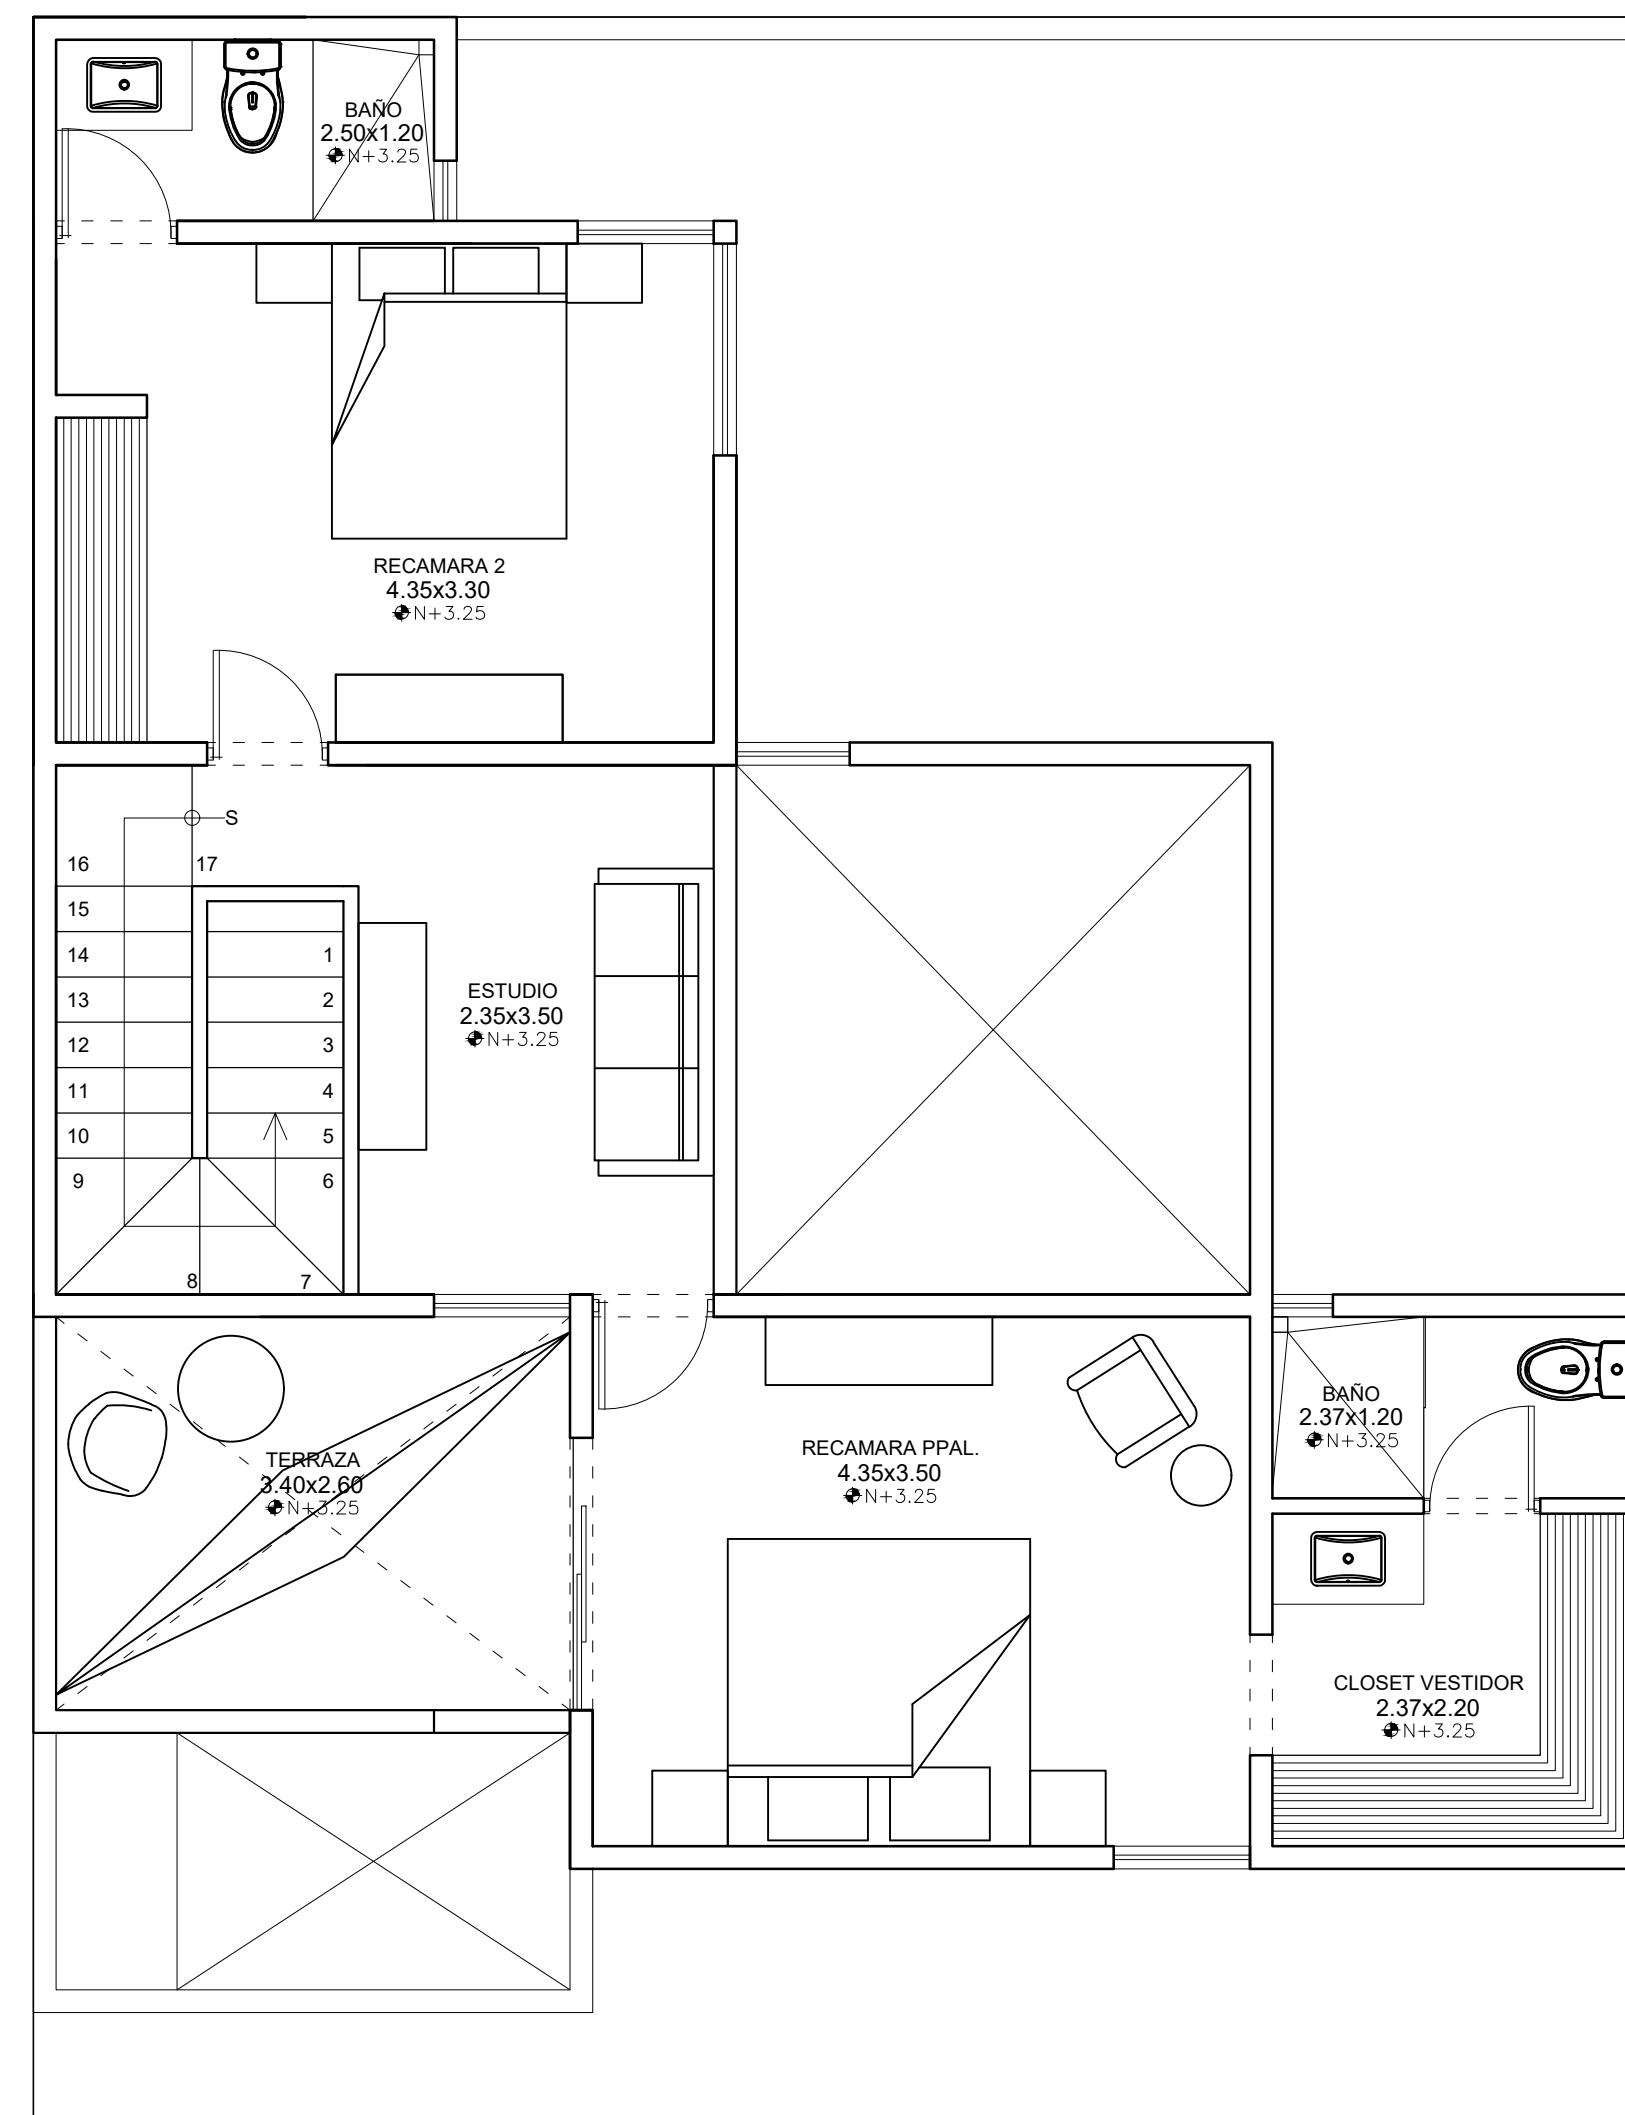 BAÑO
2.50x1.20
N+3.25
RECAMARA 2
4.35x3.30
N+3.25
S
16
17
15
14
1
13
2
12
3
11
4
10
5
9
6
8
7
ESTUDIO
2.35x3.50
N+3.25
TERRAZA
3.40x2.60
N+3.25
RECAMARA PPAL.
4.35x3.50
N+3.25
BAÑO
2.37x1.20
N+3.25
CLOSET VESTIDOR
2.37x2.20
N+3.25